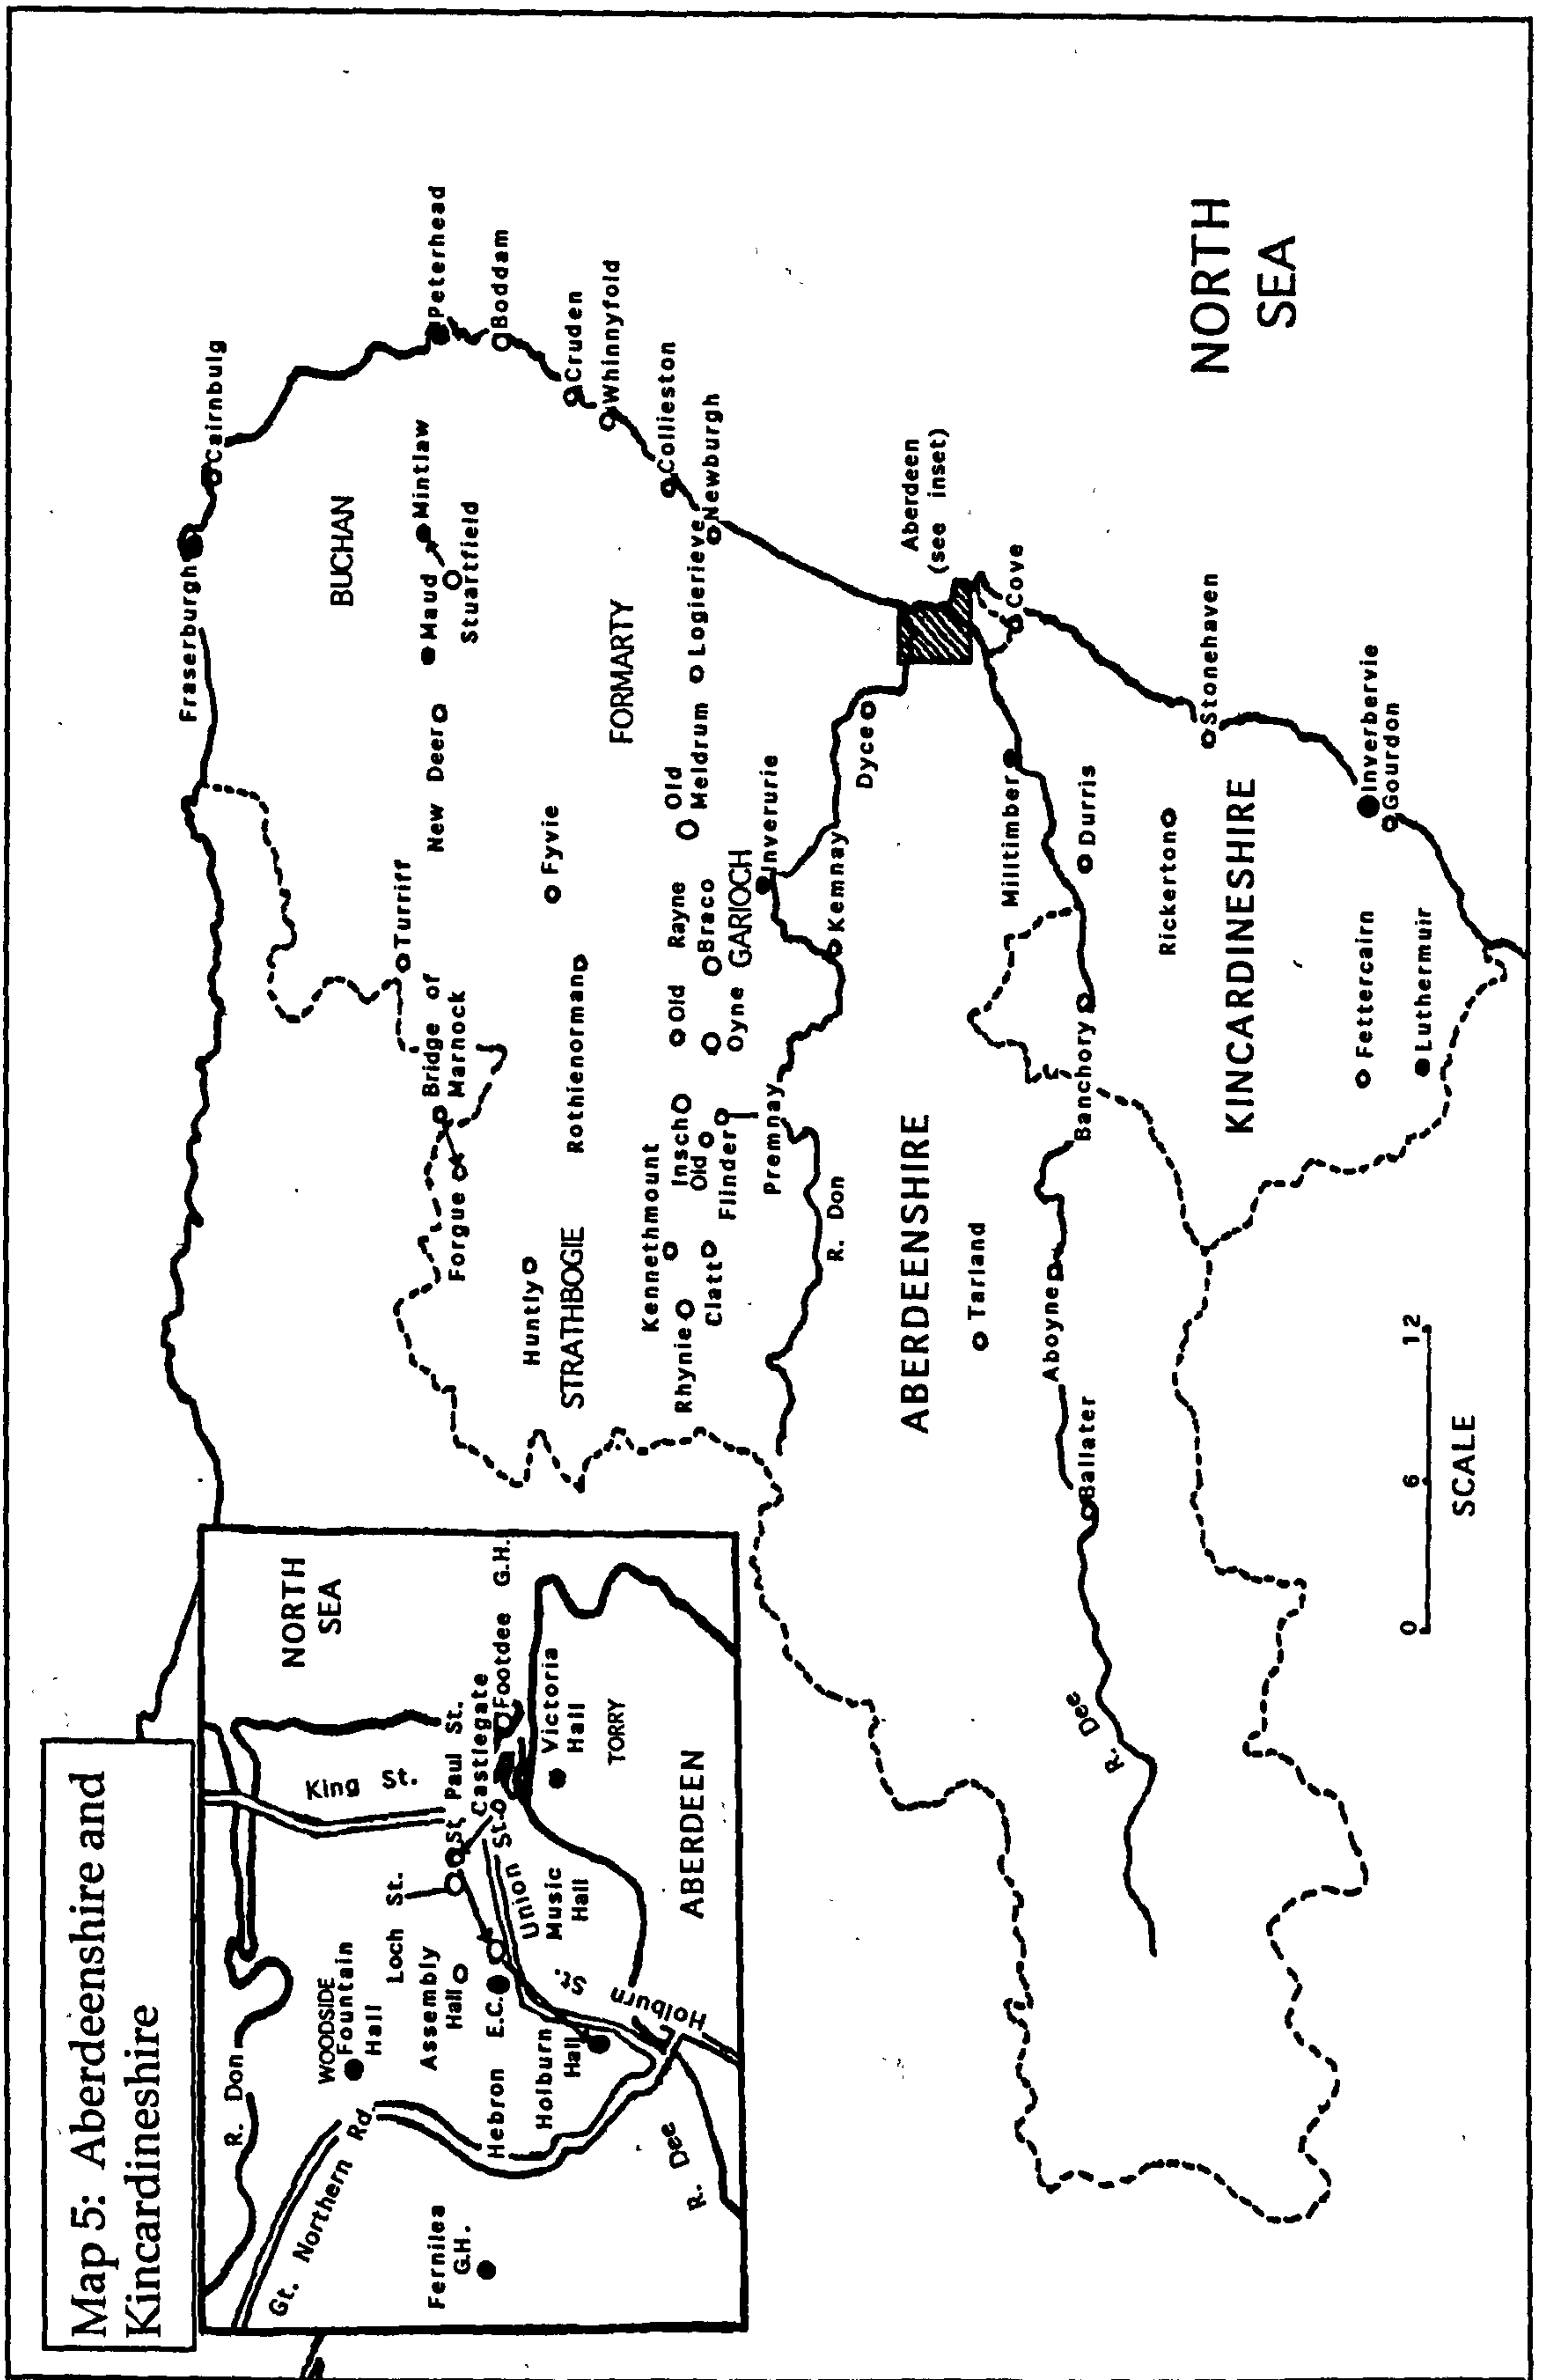 Map 5: Aberdeenshire and
Kincardineshire
NORTH
SEA
R. Don
King St.
Gt. Northern Rd
WOODSIDE
Fountain
Hall
Loch St.
St. Paul St.
Castlegate
Footdee G.H.
Assembly
Hall
Hebron E.C.
Union
St.
Music
Hall
Victoria
Hall
TORRY
Holburn
Hall
Holburn
St.
Fernilea
G.H.
R. Dee
ABERDEEN
Fraserburgh
Cairnbulg
BUCHAN
Peterhead
Boddam
Cruden
Whinnyfold
Collieston
Newburgh
Maud
Mintlaw
Stuartfield
New Deer
Turriff
Bridge of
Marnock
Forgue
Huntly
STRATHBOGIE
Fyvie
Rothienorman
FORMARTY
Logierieve
Old
Meldrum
Old Rayne
Braco
Oyne
GARIOCH
Inverurie
Kennethmount
Insch
Old
Flinder
Rhynie
Clatt
Premnay
Kemnay
Dyce
R. Don
Aberdeen
(see inset)
Cove
ABERDEENSHIRE
Tarland
Aboyne
Ballater
R. Dee
Banchory
Milltimber
Durris
Rickerton
Stonehaven
KINCARDINESHIRE
Inverbervie
Gourdon
Fettercairn
Luthermuir
NORTH
SEA
0 6 12
SCALE